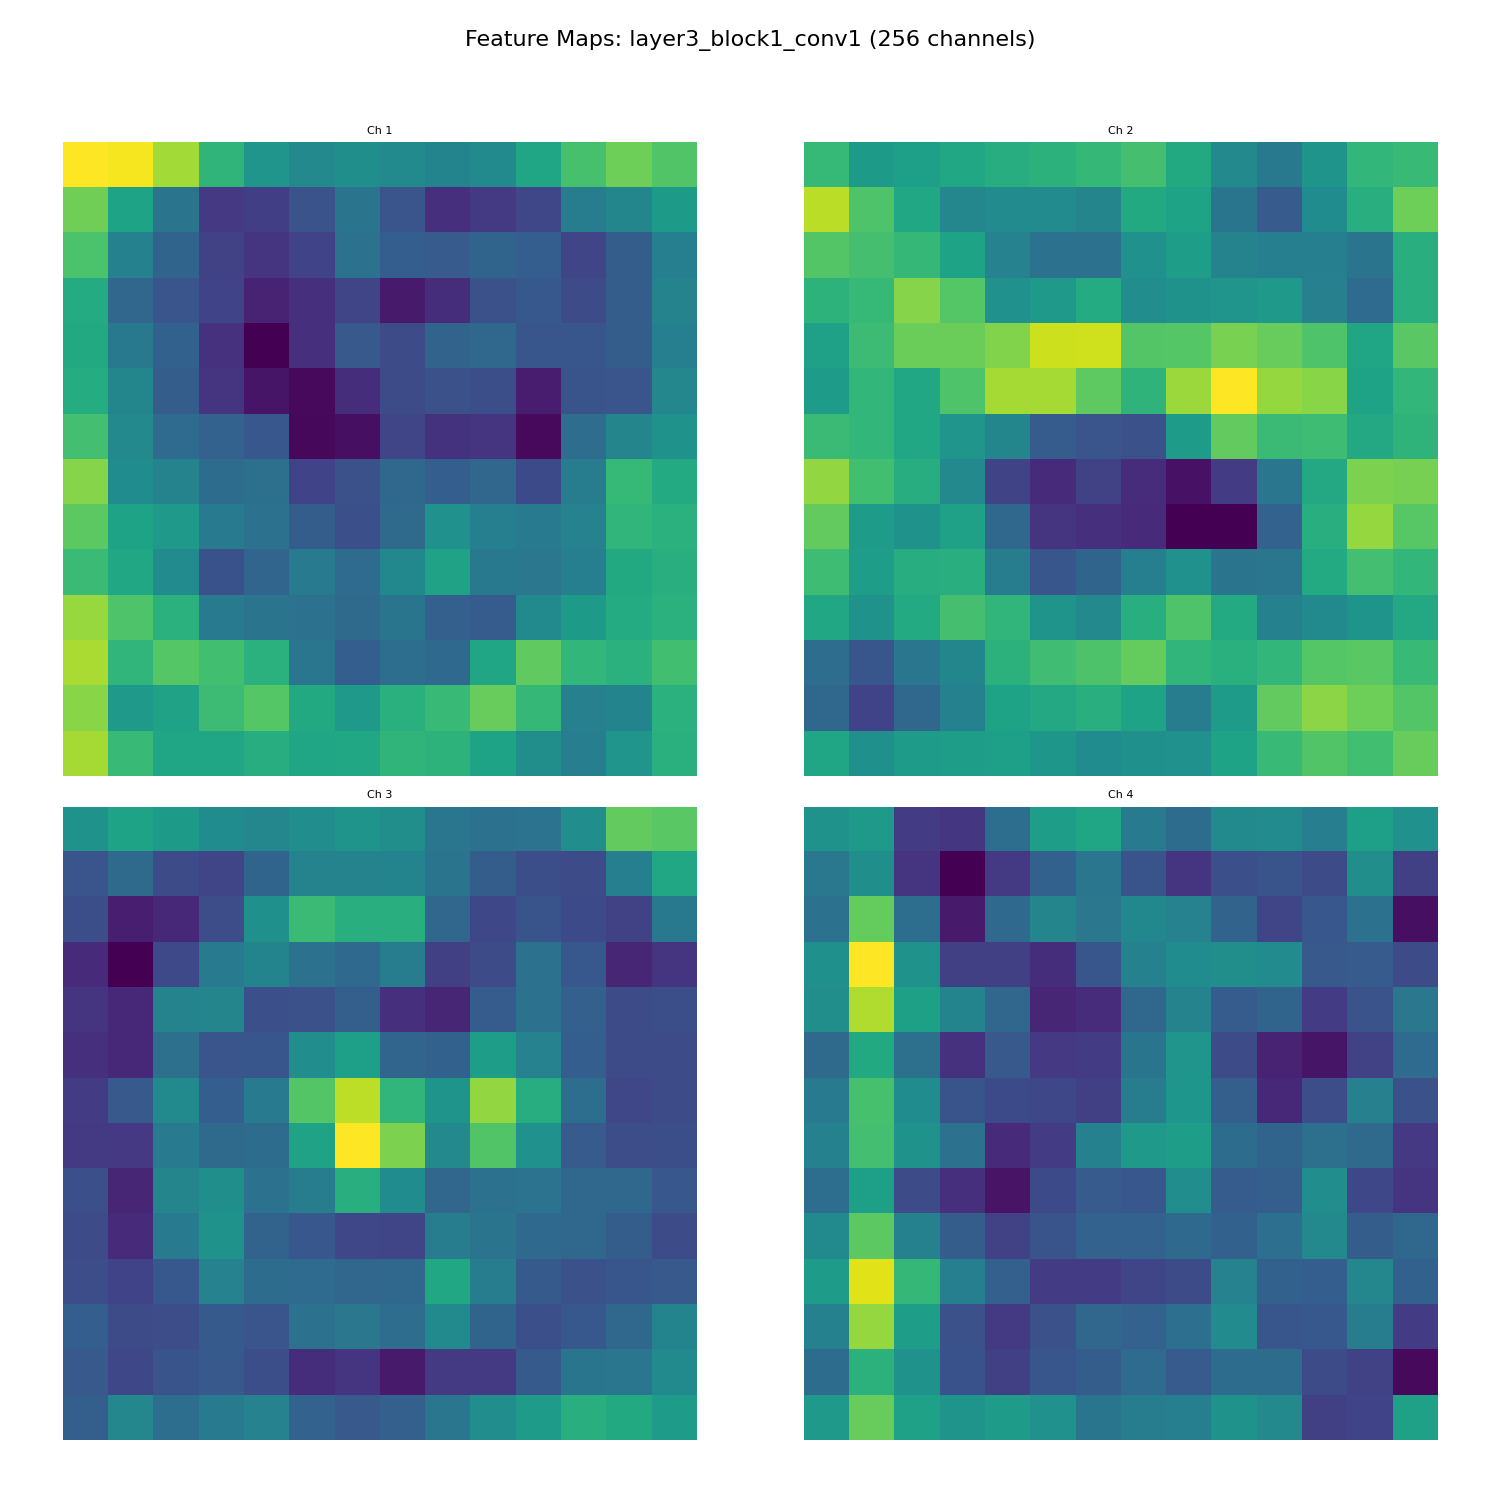 Feature Maps: layer3_block1_conv1 (256 channels)
Ch 1
Ch 2
Ch 3
Ch 4